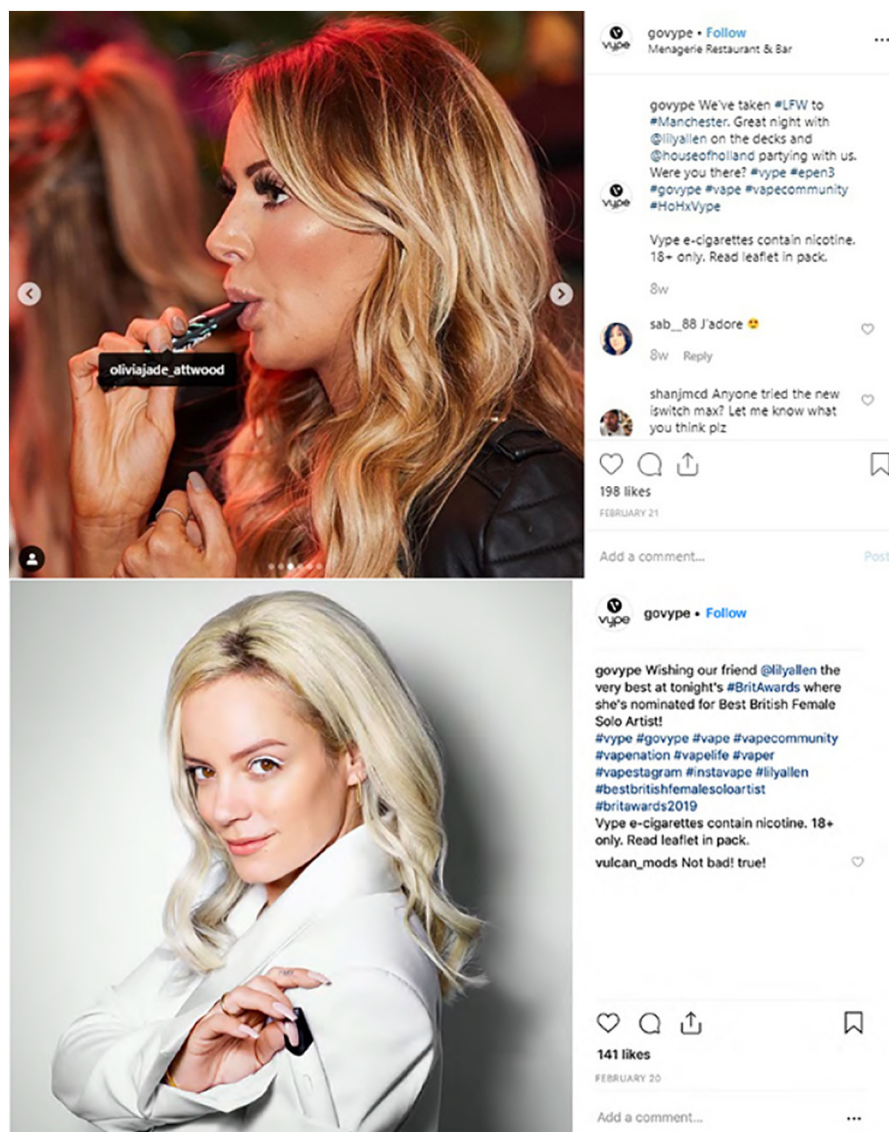 oliviajade_attwood
vype
govype • Follow
Menagerie Restaurant & Bar
vype
govype We've taken #LFW to
#Manchester. Great night with
@lilyallen on the decks and
@houseofholland partying with us.
Were you there? #vype #epen3
#govype #vape #vapecommunity
#HoHxVype
Vype e-cigarettes contain nicotine.
18+ only. Read leaflet in pack.
8w
sab__88 J'adore 😍
8w Reply
shanjmcd Anyone tried the new
iswitch max? Let me know what
you think plz
198 likes
FEBRUARY 21
Add a comment...
Post
vype
govype • Follow
govype Wishing our friend @lilyallen the
very best at tonight's #BritAwards where
she's nominated for Best British Female
Solo Artist!
#vype #govype #vape #vapecommunity
#vapenation #vapelife #vaper
#vapestagram #instavape #lilyallen
#bestbritishfemalesoloartist
#britawards2019
Vype e-cigarettes contain nicotine. 18+
only. Read leaflet in pack.
vulcan_mods Not bad! true!
141 likes
FEBRUARY 20
Add a comment...